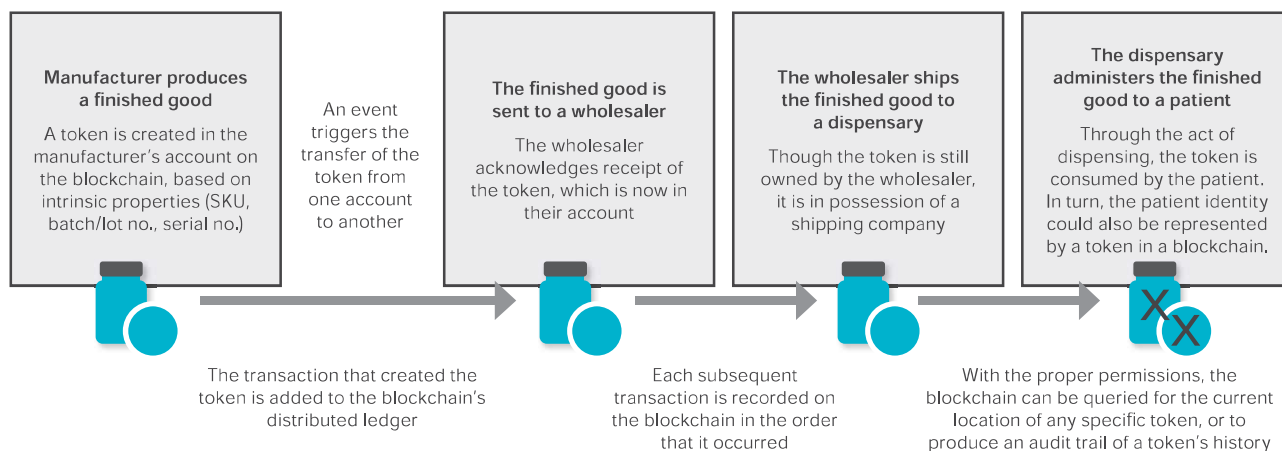 Manufacturer produces
a finished good
A token is created in the
manufacturer's account on
the blockchain, based on
intrinsic properties (SKU,
batch/lot no., serial no.)
An event
triggers the
transfer of the
token from
one account
to another
The finished good is
sent to a wholesaler
The wholesaler
acknowledges receipt of
the token, which is now in
their account
The wholesaler ships
the finished good to
a dispensary
Though the token is still
owned by the wholesaler,
it is in possession of a
shipping company
The dispensary
administers the finished
good to a patient
Through the act of
dispensing, the token is
consumed by the patient.
In turn, the patient identity
could also be represented
by a token in a blockchain.
X
X
The transaction that created the
token is added to the blockchain's
distributed ledger
Each subsequent
transaction is recorded on
the blockchain in the order
that it occurred
With the proper permissions, the
blockchain can be queried for the current
location of any specific token, or to
produce an audit trail of a token's history